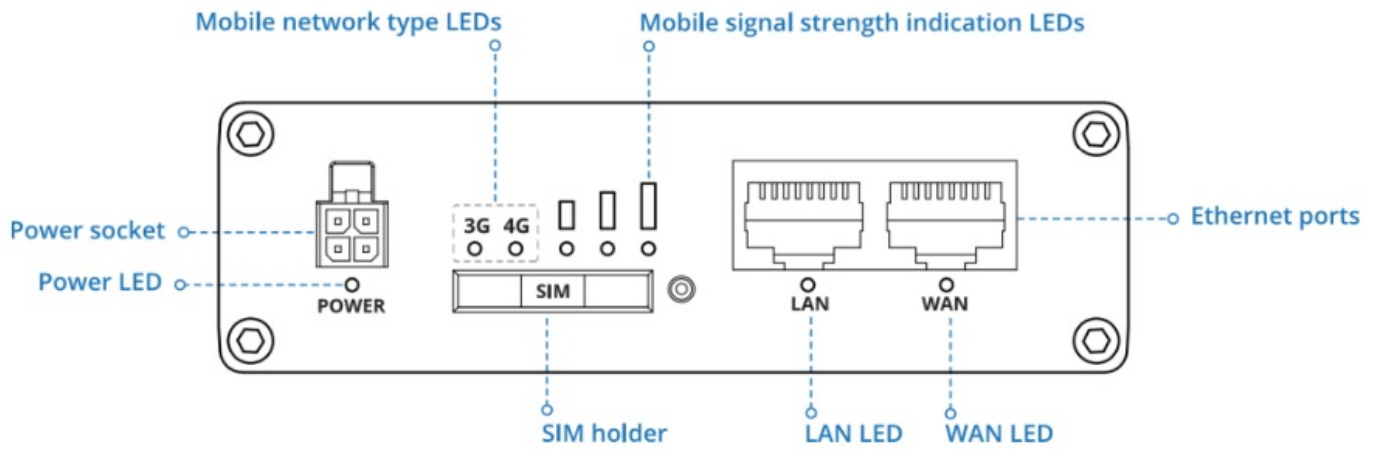 Mobile network type LEDs
Mobile signal strength indication LEDs
Power socket
3G 4G
Ethernet ports
Power LED
POWER
SIM
LAN
WAN
SIM holder
LAN LED
WAN LED